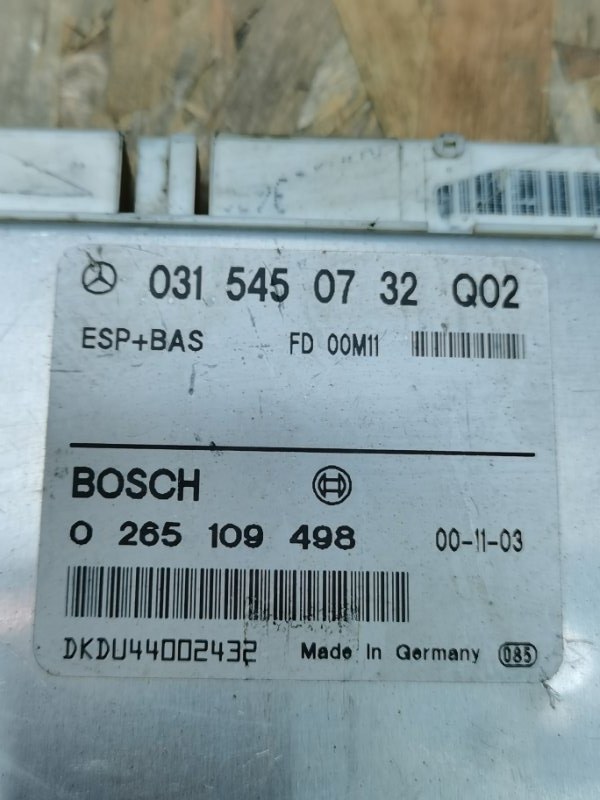 031 545 07 32 Q02
ESP+BAS FD 00M11
BOSCH
0 265 109 498 00-11-03
DKDU44002432 Made In Germany 085